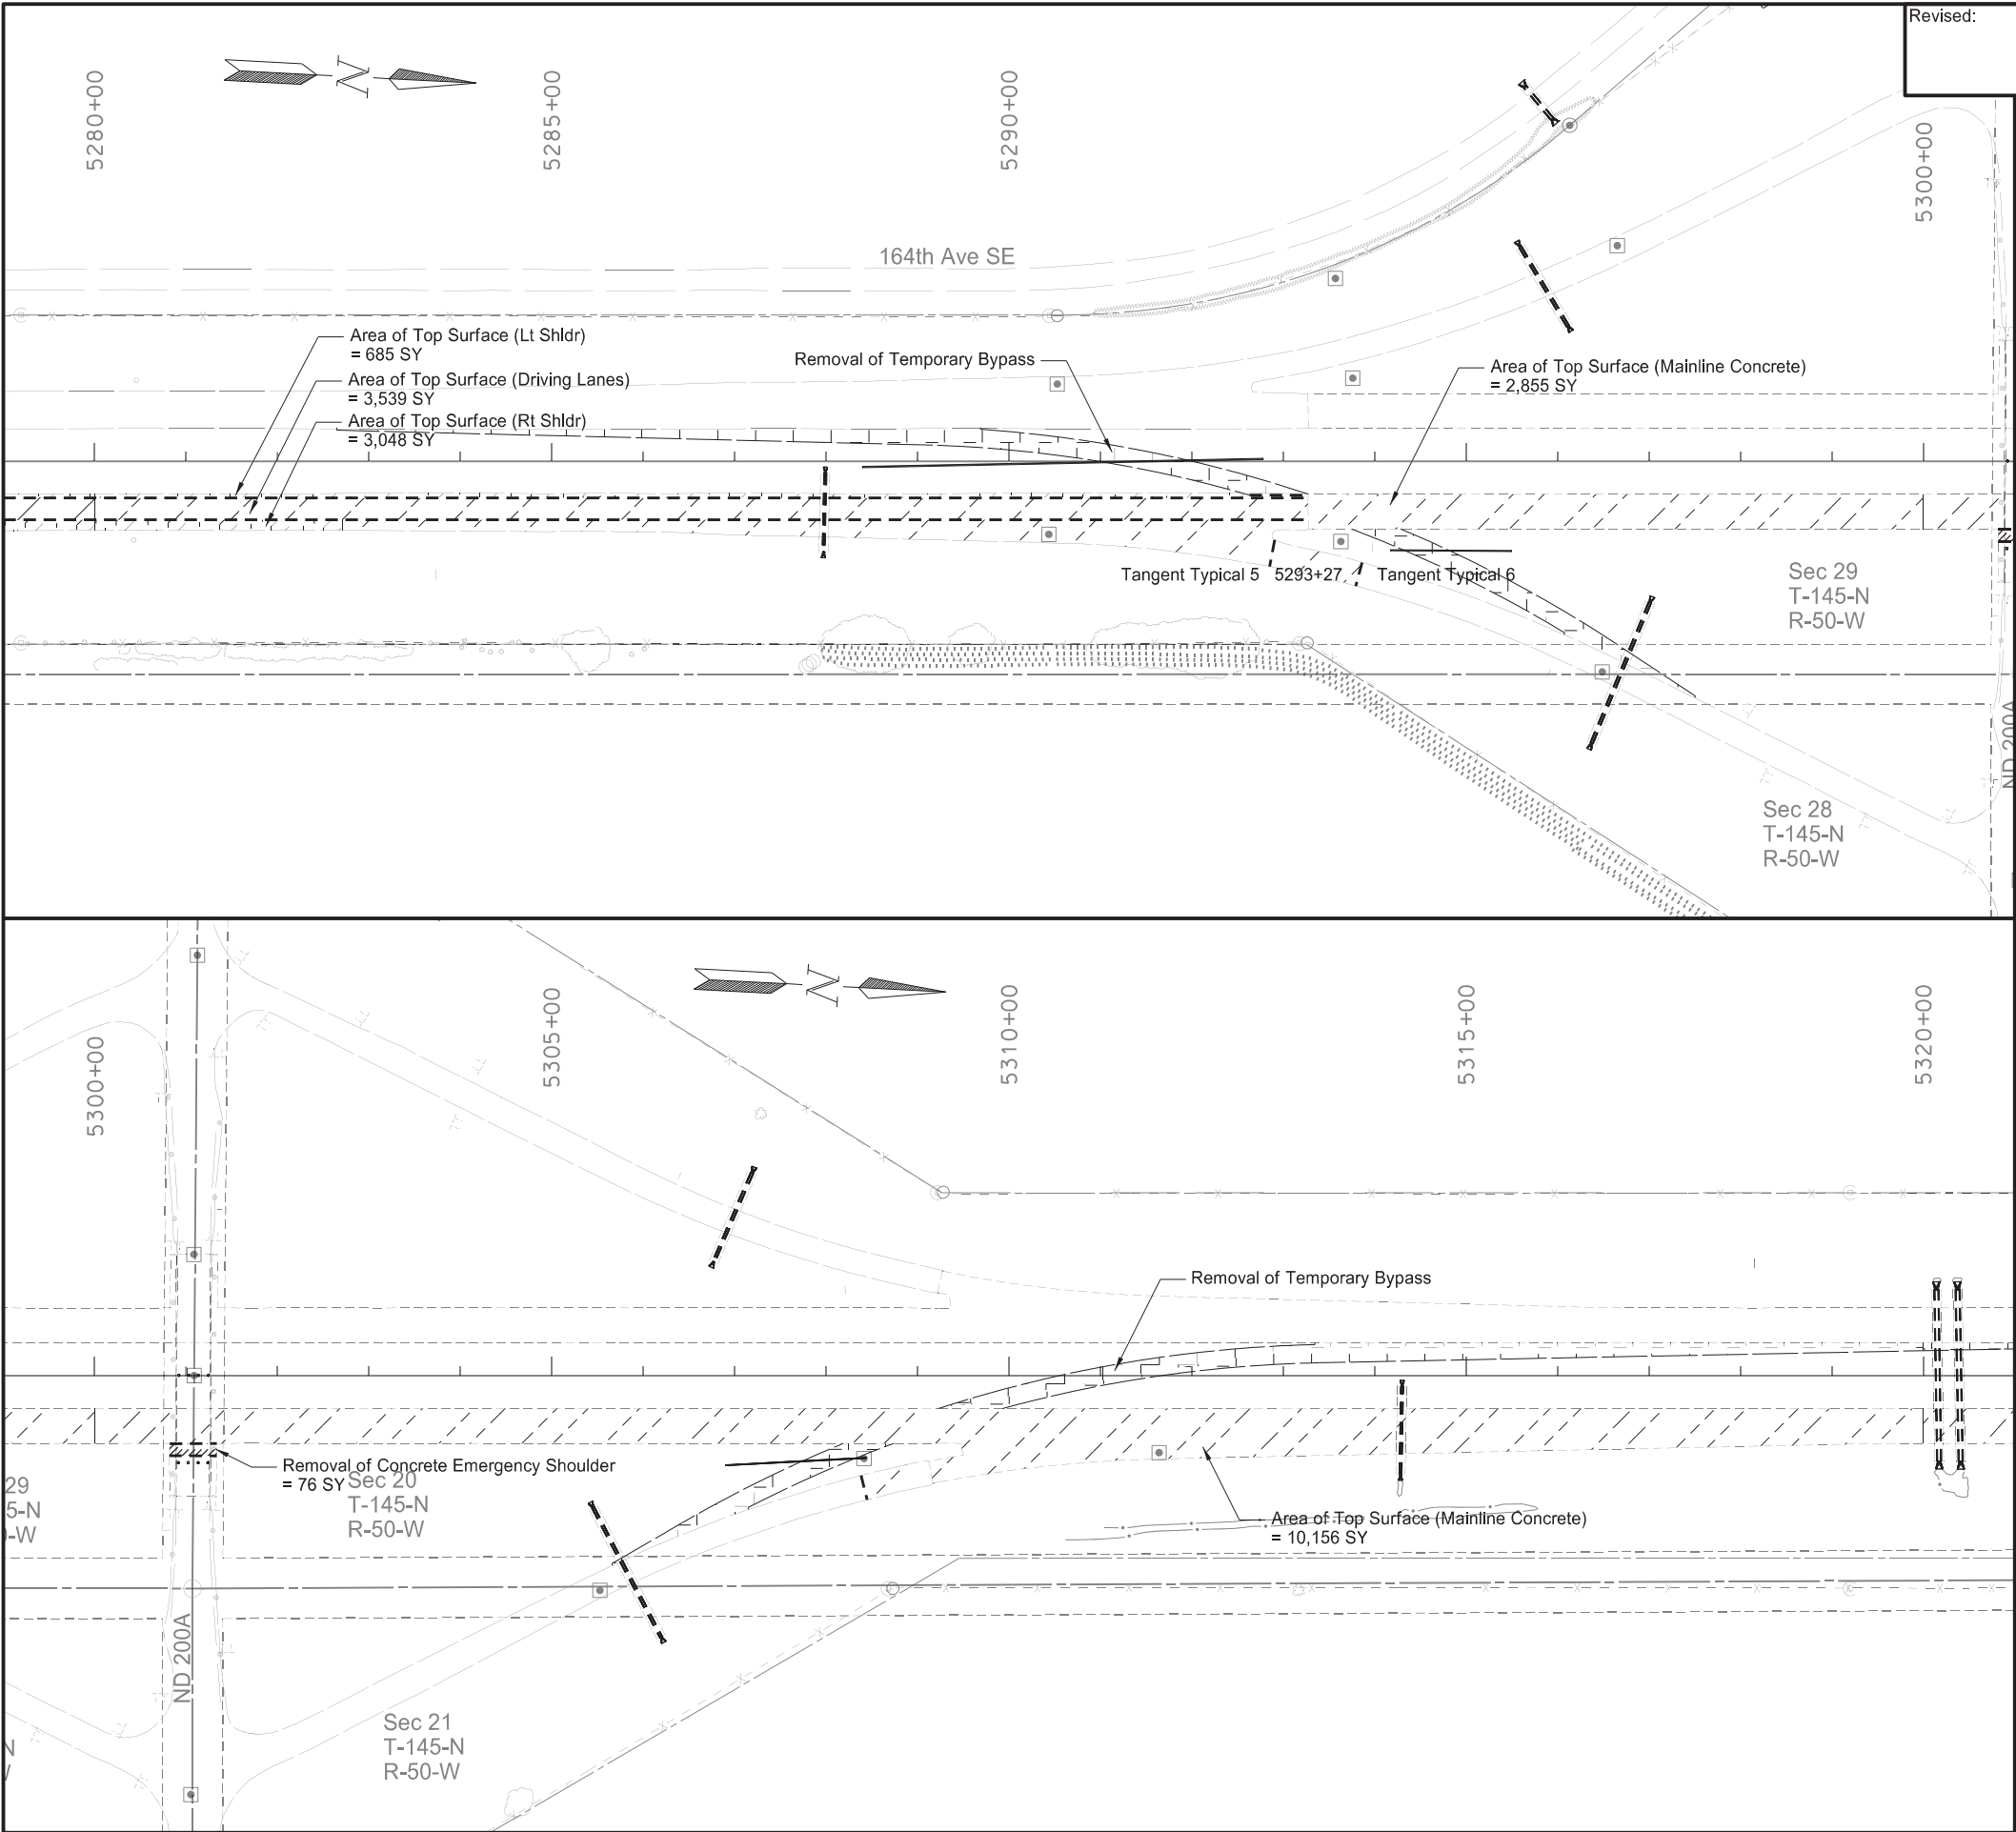 Revised:
N
5280+00
5285+00
5290+00
5300+00
164th Ave SE
Area of Top Surface (Lt Shldr)
= 685 SY
Area of Top Surface (Driving Lanes)
= 3,539 SY
Area of Top Surface (Rt Shldr)
= 3,048 SY
Removal of Temporary Bypass
Area of Top Surface (Mainline Concrete)
= 2,855 SY
Tangent Typical 5 5293+27 Tangent Typical 6
Sec 29
T-145-N
R-50-W
ND 200A
Sec 28
T-145-N
R-50-W
N
5300+00
5305+00
5310+00
5315+00
5320+00
Removal of Temporary Bypass
Removal of Concrete Emergency Shoulder
= 76 SY
29
5-N
-W
Sec 20
T-145-N
R-50-W
Area of Top Surface (Mainline Concrete)
= 10,156 SY
ND 200A
Sec 21
T-145-N
R-50-W
N